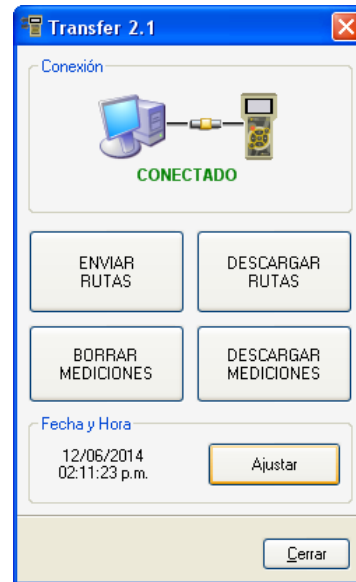 Transfer 2.1
Conexión
CONECTADO
ENVIAR
RUTAS
DESCARGAR
RUTAS
BORRAR
MEDICIONES
DESCARGAR
MEDICIONES
Fecha y Hora
12/06/2014
02:11:23 p.m.
Ajustar
Cerrar